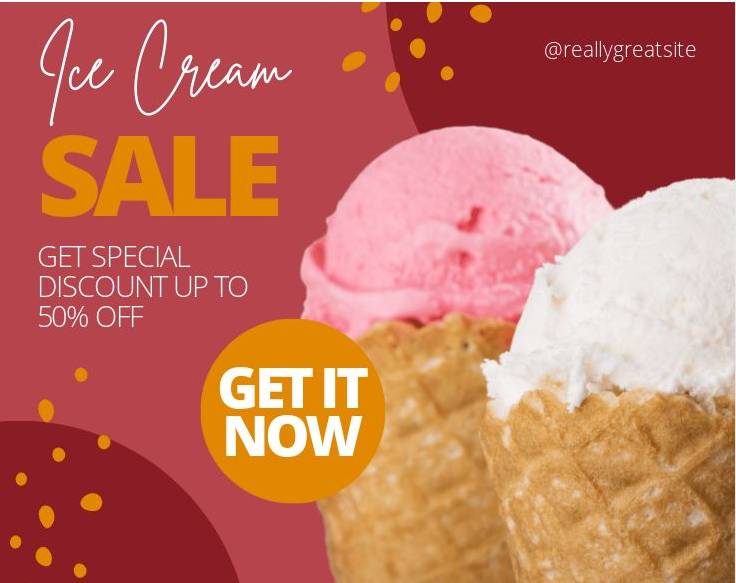 Ice Cream
@reallygreatsite
SALE
GET SPECIAL
DISCOUNT UP TO
50% OFF
GET IT
NOW